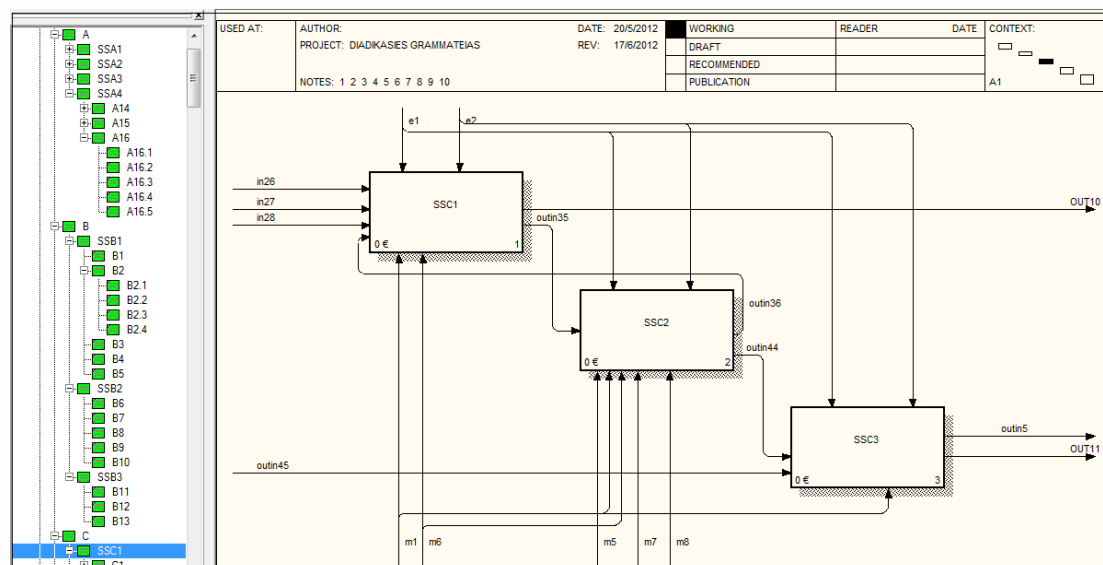 A
SSA1
SSA2
SSA3
SSA4
A14
A15
A16
A16.1
A16.2
A16.3
A16.4
A16.5
B
SSB1
B1
B2
B2.1
B2.2
B2.3
B2.4
B3
B4
B5
SSB2
B6
B7
B8
B9
B10
SSB3
B11
B12
B13
C
SSC1
C1
USED AT:
AUTHOR:
DATE: 20/5/2012
PROJECT: DIADIKASIES GRAMMATEIAS
REV: 17/6/2012
NOTES: 1 2 3 4 5 6 7 8 9 10
WORKING
DRAFT
RECOMMENDED
PUBLICATION
READER DATE
CONTEXT:
A1
e1
e2
in26
in27
in28
SSC1
0 €
1
OUT10
outin35
SSC2
0 €
2
outin36
outin44
SSC3
0 €
3
outin5
OUT11
outin45
m1
m6
m5
m7
m8